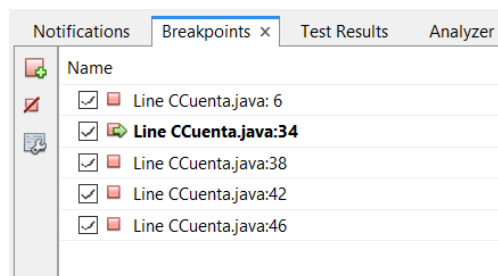 Notifications Breakpoints × Test Results Analyzer
Name
Line CCuenta.java: 6
Line CCuenta.java:34
Line CCuenta.java:38
Line CCuenta.java:42
Line CCuenta.java:46